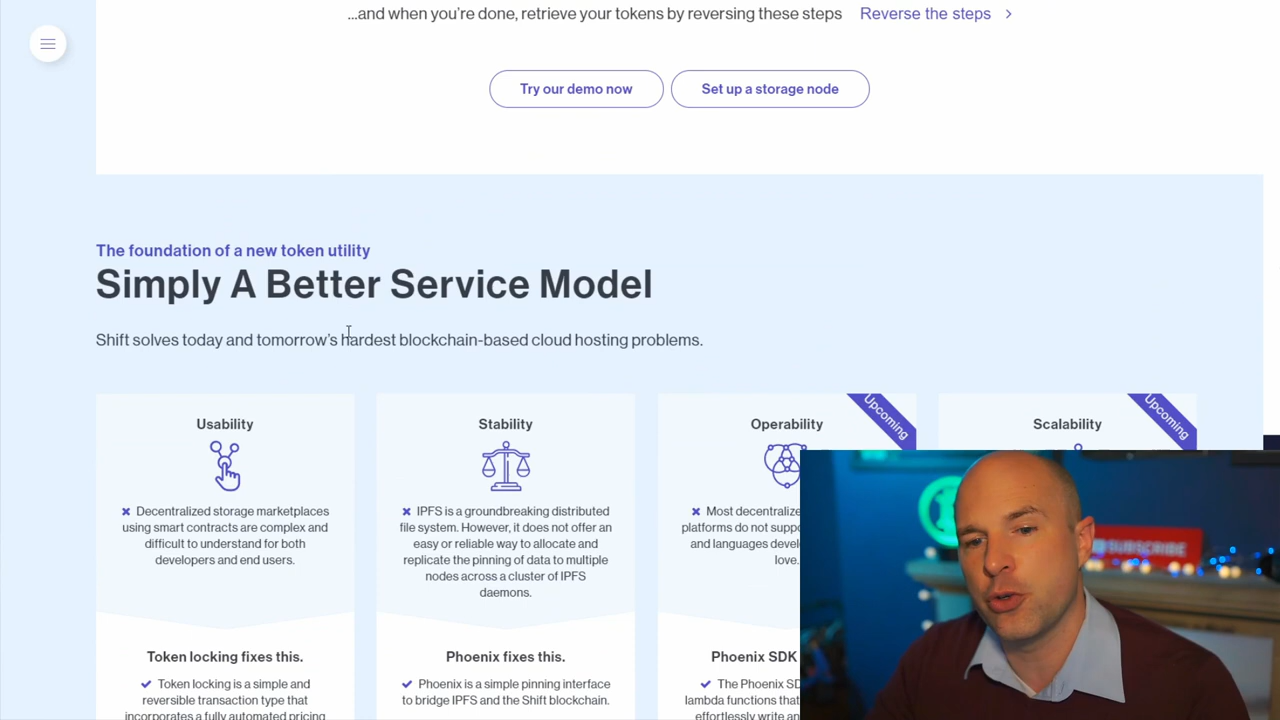 ...and when you're done, retrieve your tokens by reversing these steps Reverse the steps
Try our demo now
Set up a storage node
The foundation of a new token utility
Simply A Better Service Model
Shift solves today and tomorrow's hardest blockchain-based cloud hosting problems.
Usability
Decentralized storage marketplaces
using smart contracts are complex and
difficult to understand for both
developers and end users.
Token locking fixes this.
Token locking is a simple and
reversible transaction type that
incorporates a fully automated pricing
Stability
IPFS is a groundbreaking distributed
file system. However, it does not offer an
easy or reliable way to allocate and
replicate the pinning of data to multiple
nodes across a cluster of IPFS
daemons.
Phoenix fixes this.
Phoenix is a simple pinning interface
to bridge IPFS and the Shift blockchain.
Upcoming
Operability
Most decentralize
platforms do not suppo
and languages devel
love.
Phoenix SDK
The Phoenix SD
lambda functions that
effortlessly write an
Upcoming
Scalability
SUBSCRIBE